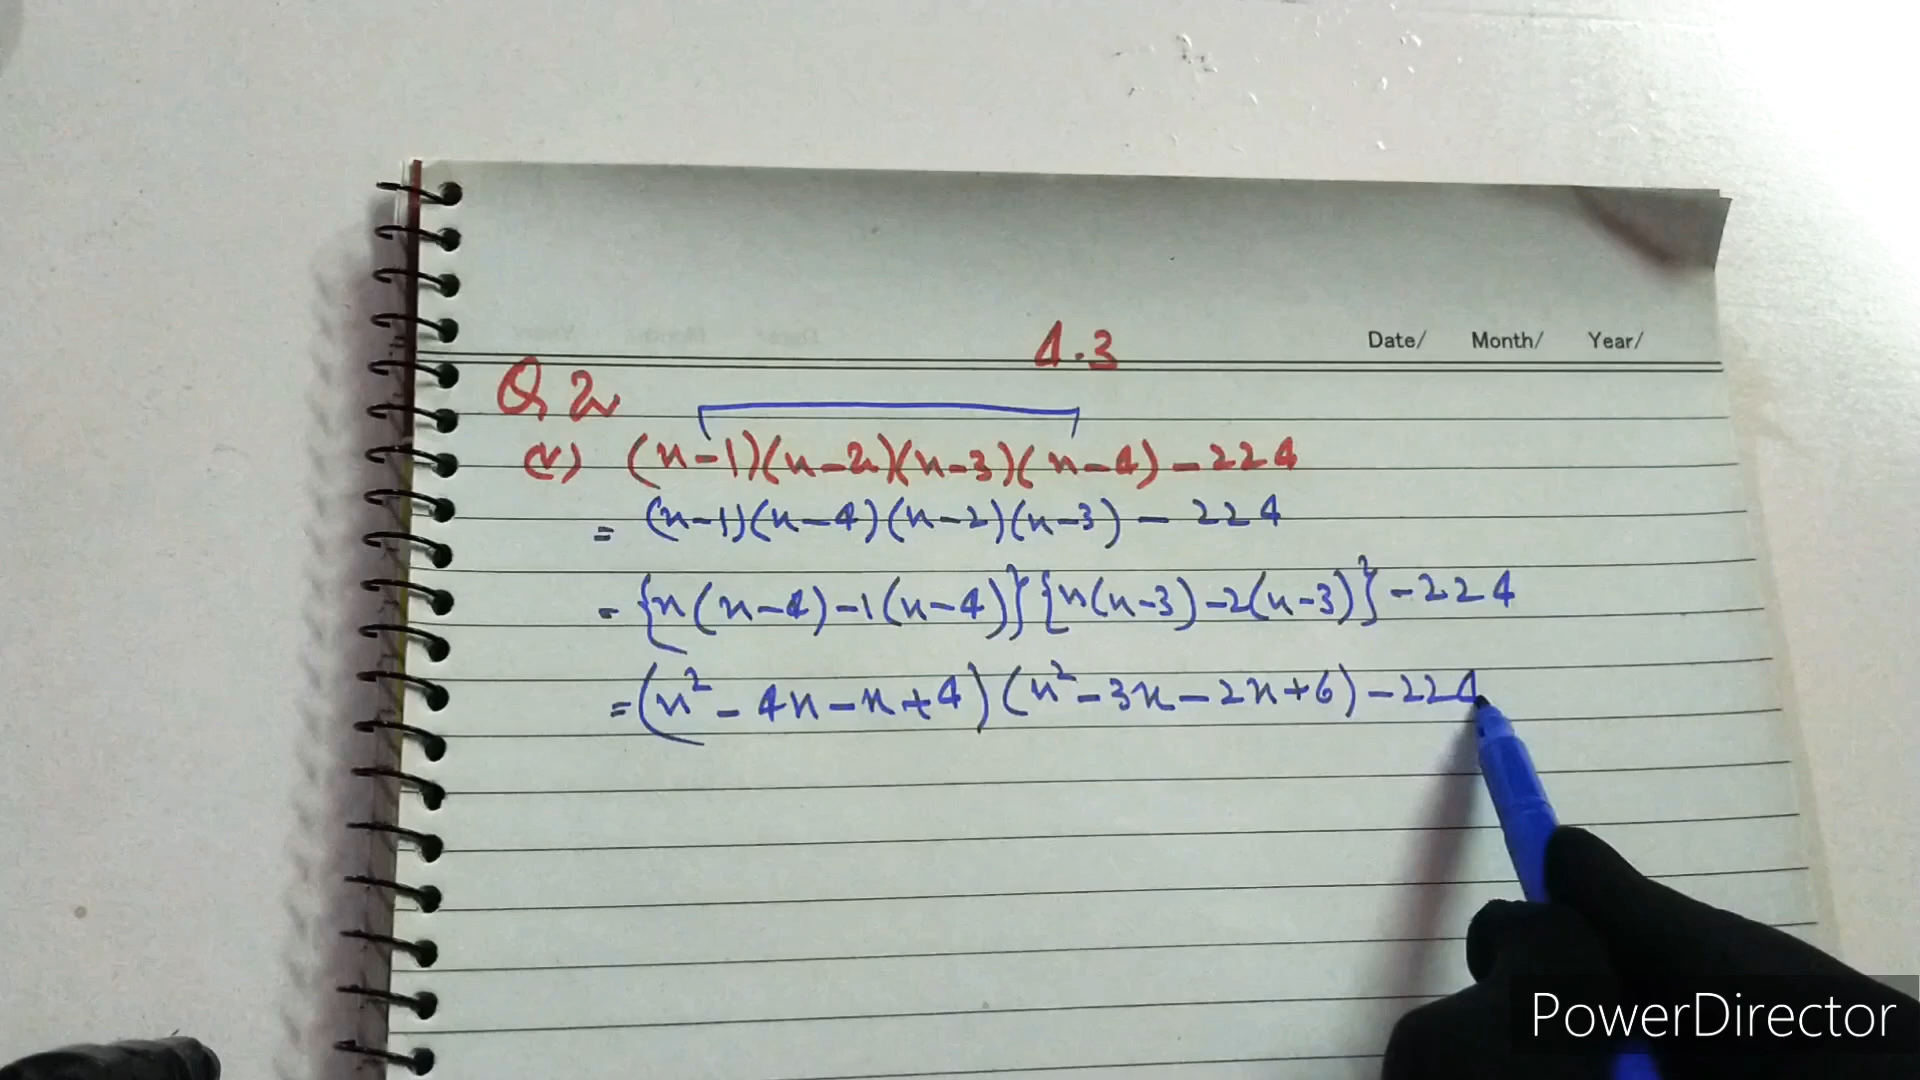 4.3
Date/ Month/ Year/
Q 2
(v) (x-1)(x-2)(x-3)(x-4) - 224
= (x-1)(x-4)(x-2)(x-3) - 224
= {x(x-4)-1(x-4)}{x(x-3)-2(x-3)} - 224
= (x² - 4x - x + 4)(x² - 3x - 2x + 6) - 224
PowerDirector